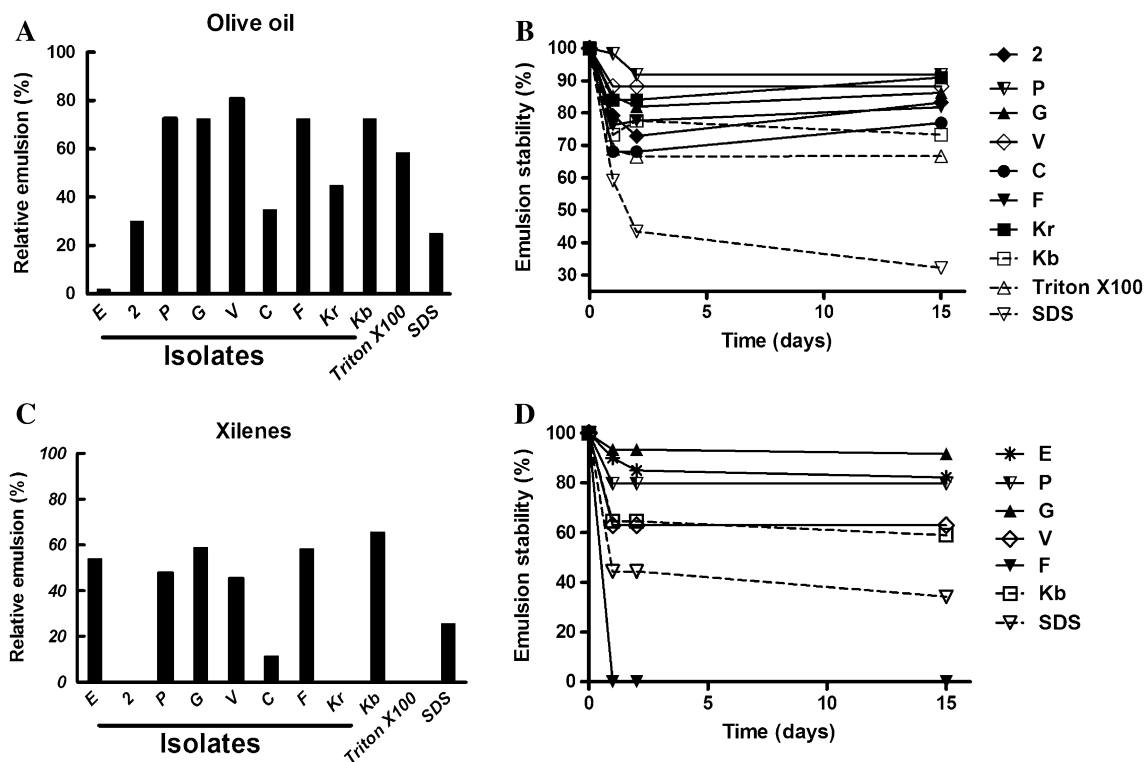 A
Olive oil
Relative emulsion (%)
100
80
60
40
20
0
E 2 P G V C F Kr Kb Triton X100 SDS
Isolates
B
Emulsion stability (%)
100
90
80
70
60
50
40
30
0 5 10 15
Time (days)
2
P
G
V
C
F
Kr
Kb
Triton X100
SDS
C
Xilenes
Relative emulsion (%)
100
80
60
40
20
0
E 2 P G V C F Kr Kb Triton X100 SDS
Isolates
D
Emulsion stability (%)
100
80
60
40
20
0
0 5 10 15
Time (days)
E
P
G
V
F
Kb
SDS